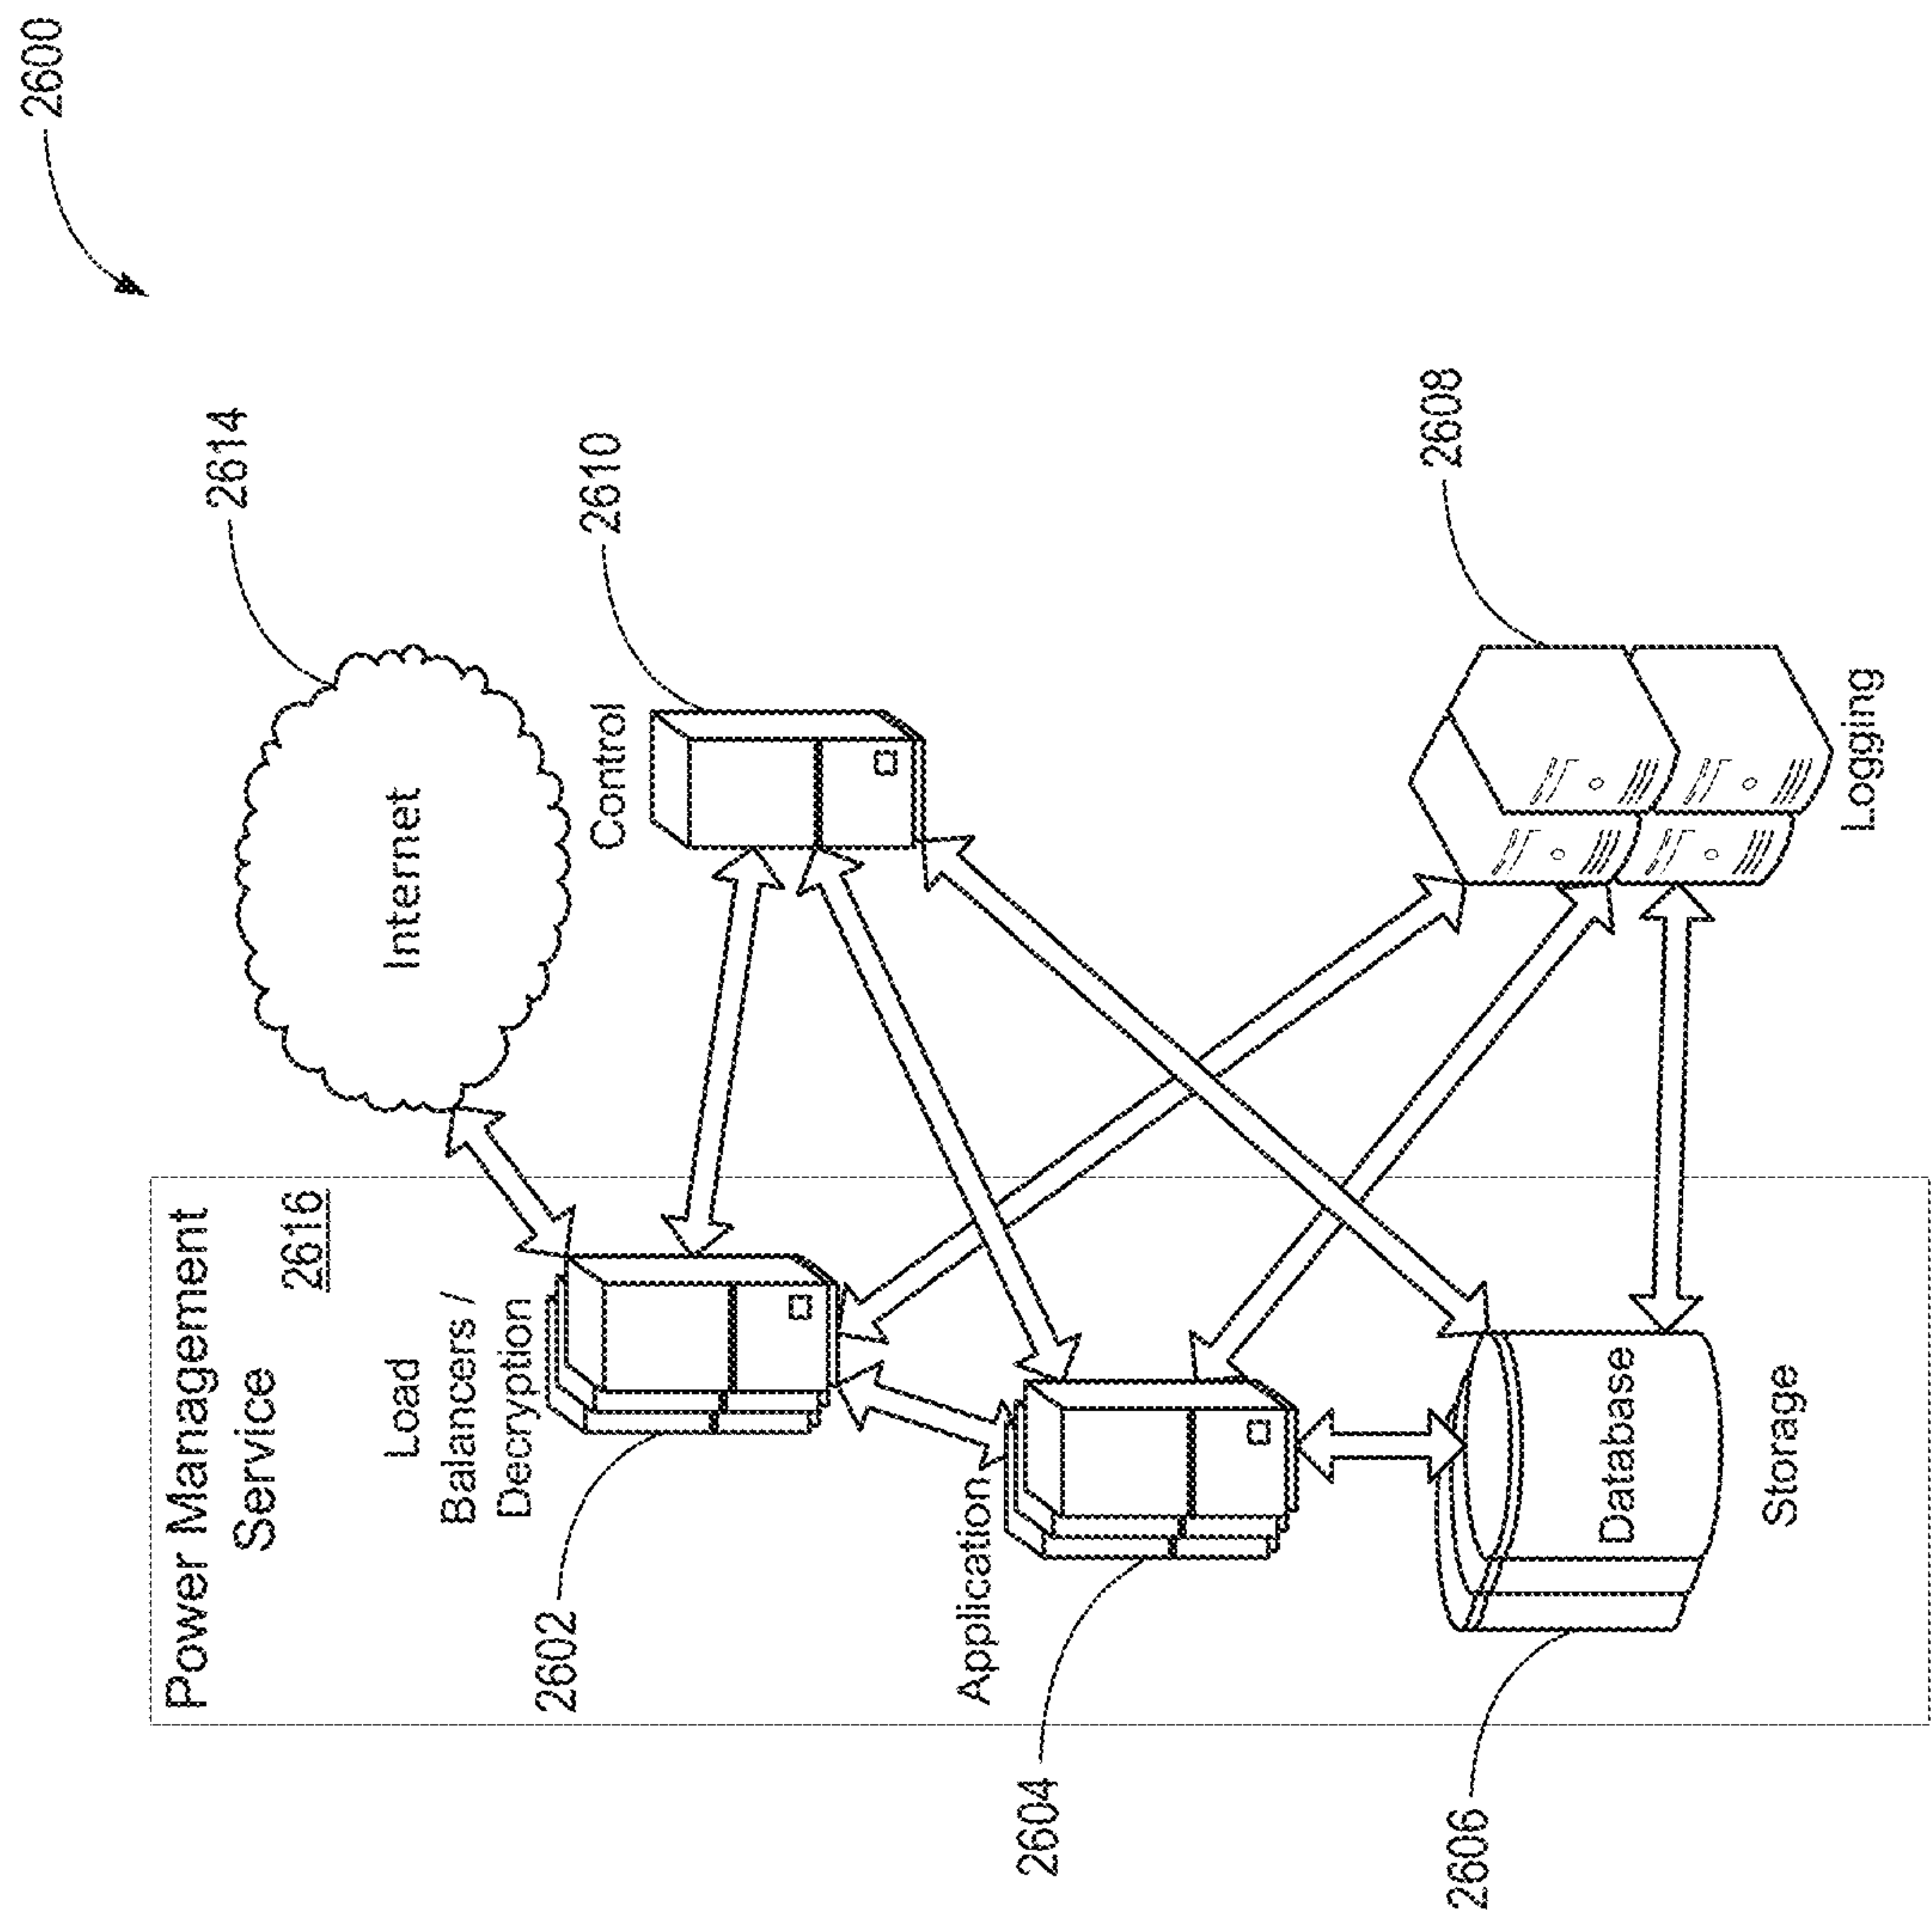 2600
Power Management
Service
2616
2614
Internet
Load
Balancers /
Decryption
2602
Control
2610
Application
2604
2608
Logging
2606
Database
Storage